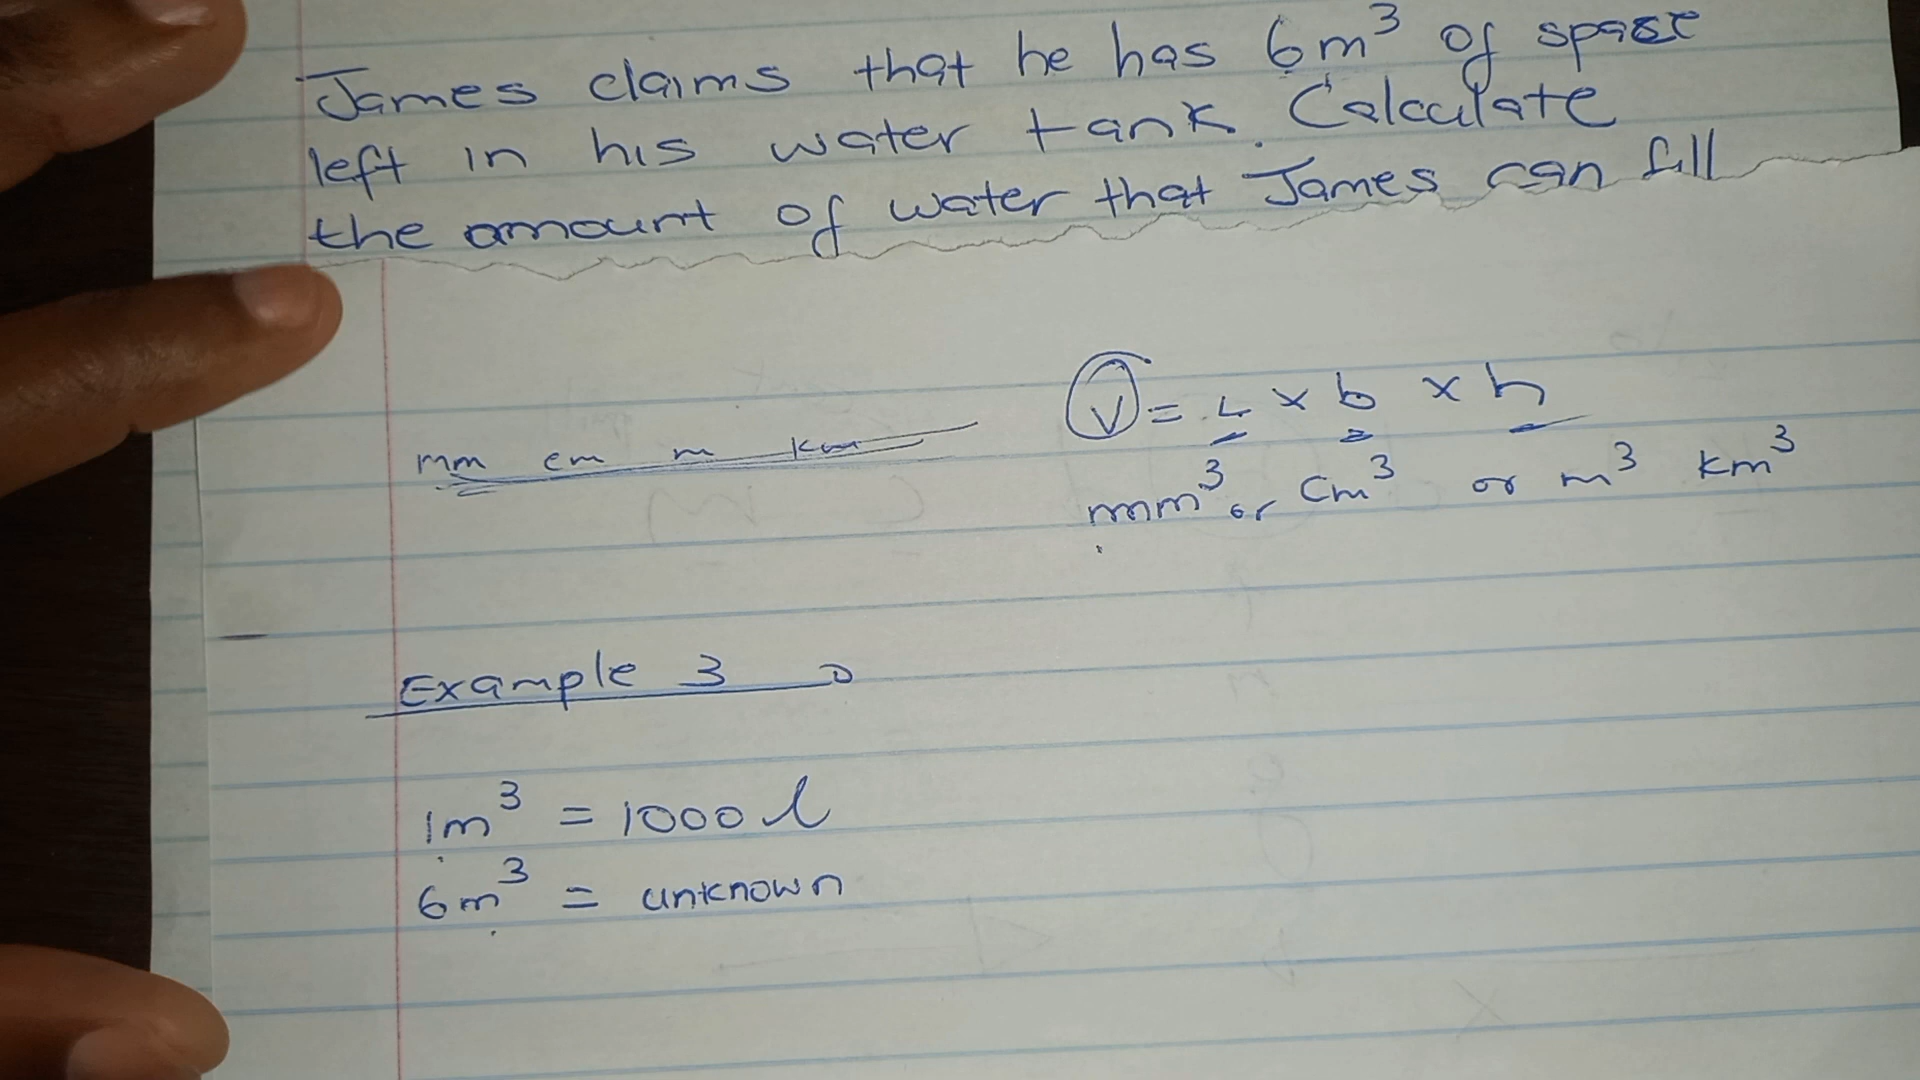 James claims that he has 6m³ of space
left in his water tank. Calculate
the amount of water that James can fill
V = L x b x h
mm cm m km
mm³ or cm³ or m³ km³
Example 3
1m³ = 1000 l
6m³ = unknown